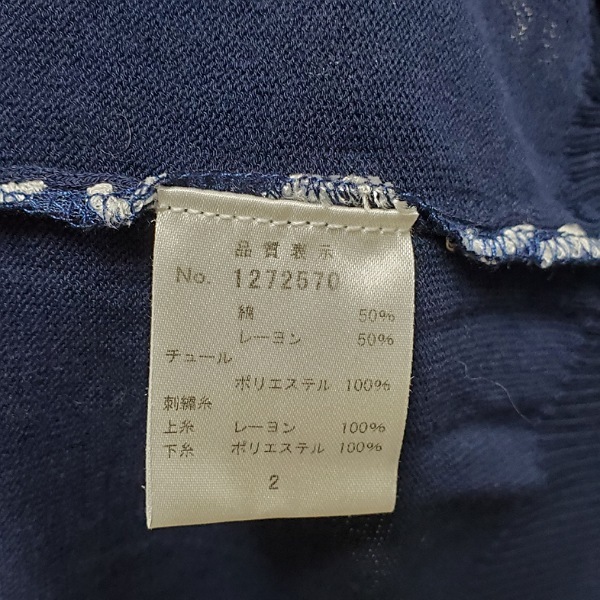 品質表示
No. 1272570
綿 50%
レーヨン 50%
チュール
ポリエステル 100%
刺繍糸
上糸 レーヨン 100%
下糸 ポリエステル 100%
2